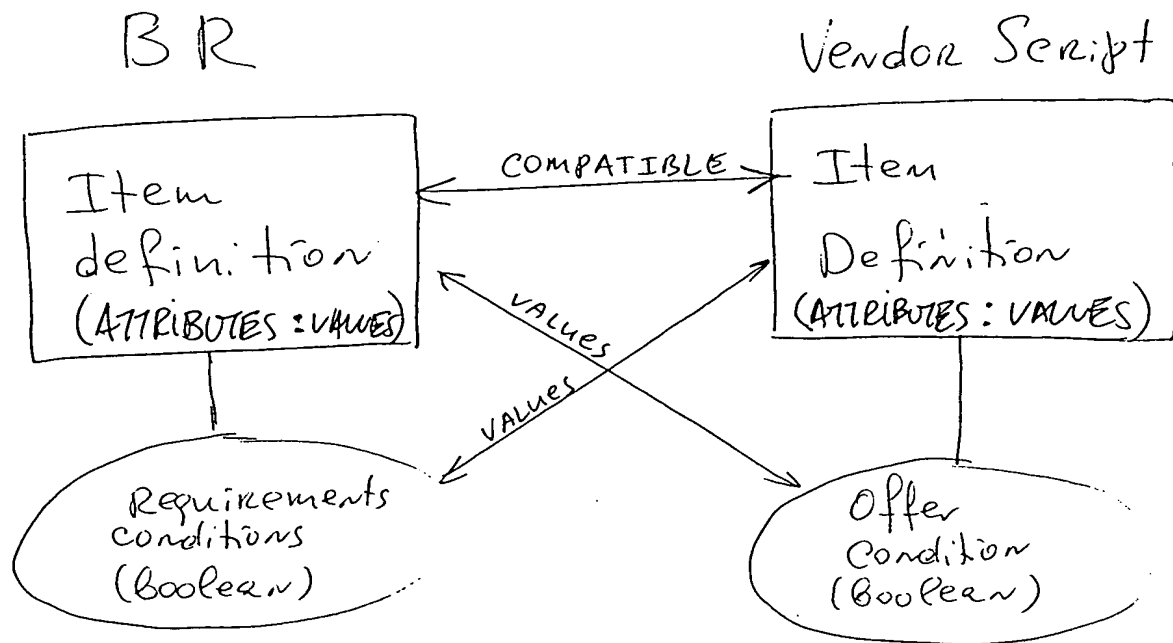 BR
Vendor Script
Item
definition
(ATTRIBUTES : VALUES)
COMPATIBLE
Item
Definition
(ATTRIBUTES : VALUES)
VALUES
VALUES
Requirements
conditions
(Boolean)
Offer
Condition
(Boolean)